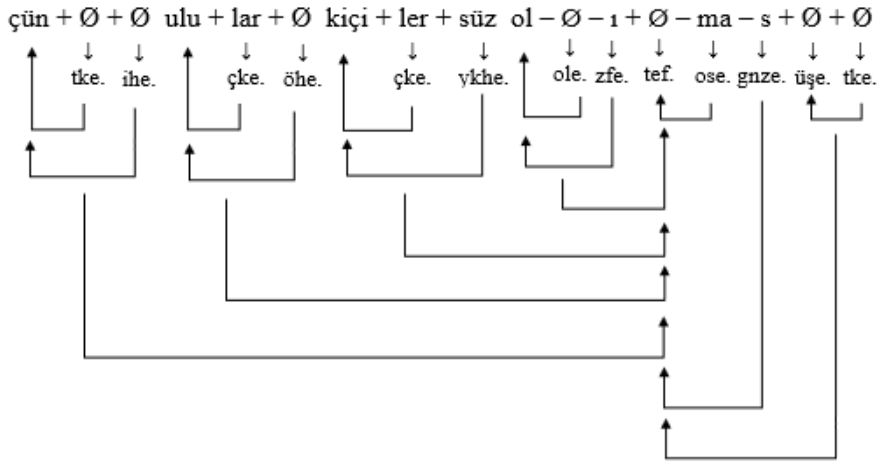 çün + Ø + Ø ulu + lar + Ø kiçi + ler + süz ol – Ø – ı + Ø – ma – s + Ø + Ø
↓ ↓ ↓ ↓ ↓ ↓ ↓ ↓ ↓ ↓ ↓ ↓ ↓
tke. ihe. çke. öhe. çke. ykhe. ole. zfe. tef. ose. gnze. üşe. tke.